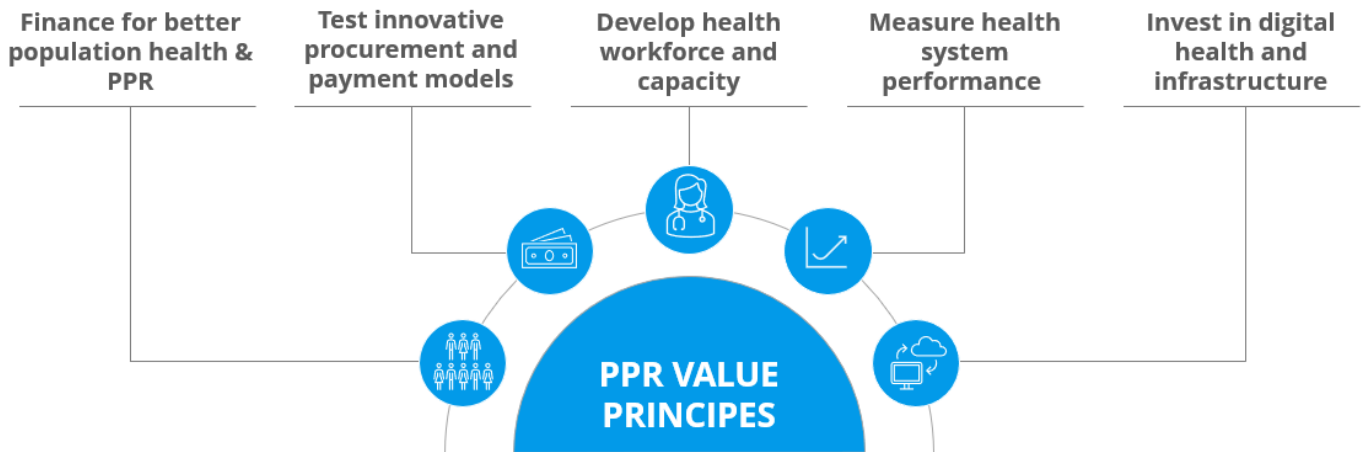 Finance for better
population health &
PPR
Test innovative
procurement and
payment models
Develop health
workforce and
capacity
Measure health
system
performance
Invest in digital
health and
infrastructure
PPR VALUE
PRINCIPES